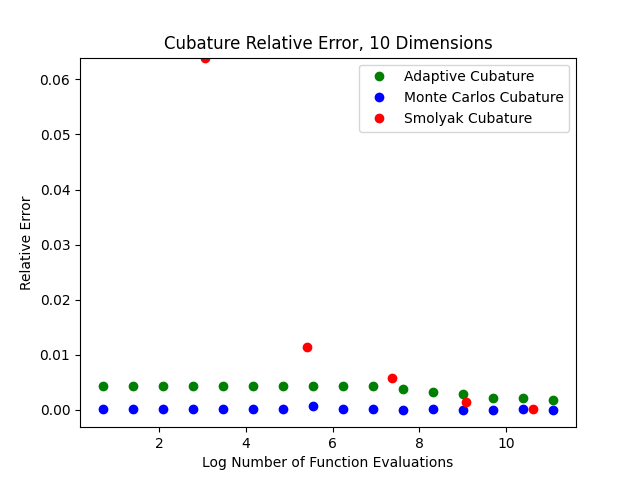 Cubature Relative Error, 10 Dimensions
Adaptive Cubature
Monte Carlos Cubature
Smolyak Cubature
Relative Error
0.06
0.05
0.04
0.03
0.02
0.01
0.00
2 4 6 8 10
Log Number of Function Evaluations